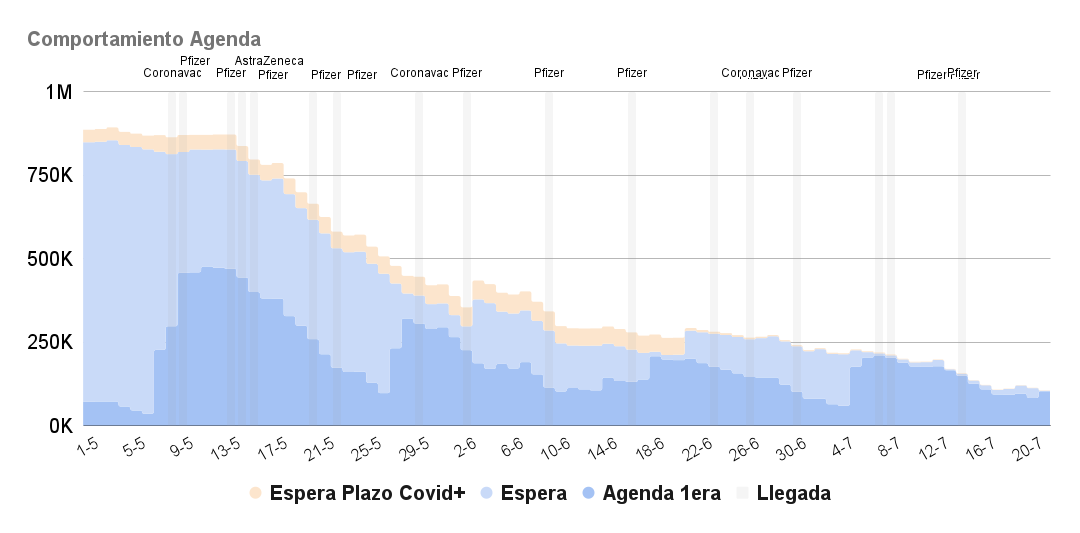 Comportamiento Agenda
Pfizer AstraZeneca
Coronavac Pfizer Pfizer Pfizer Pfizer Coronavac Pfizer Pfizer Pfizer Coronavac Pfizer Pfizer Pfizer
1M
750K
500K
250K
0K
1-5 5-5 9-5 13-5 17-5 21-5 25-5 29-5 2-6 6-6 10-6 14-6 18-6 22-6 26-6 30-6 4-7 8-7 12-7 16-7 20-7
Espera Plazo Covid+ Espera Agenda 1era Llegada